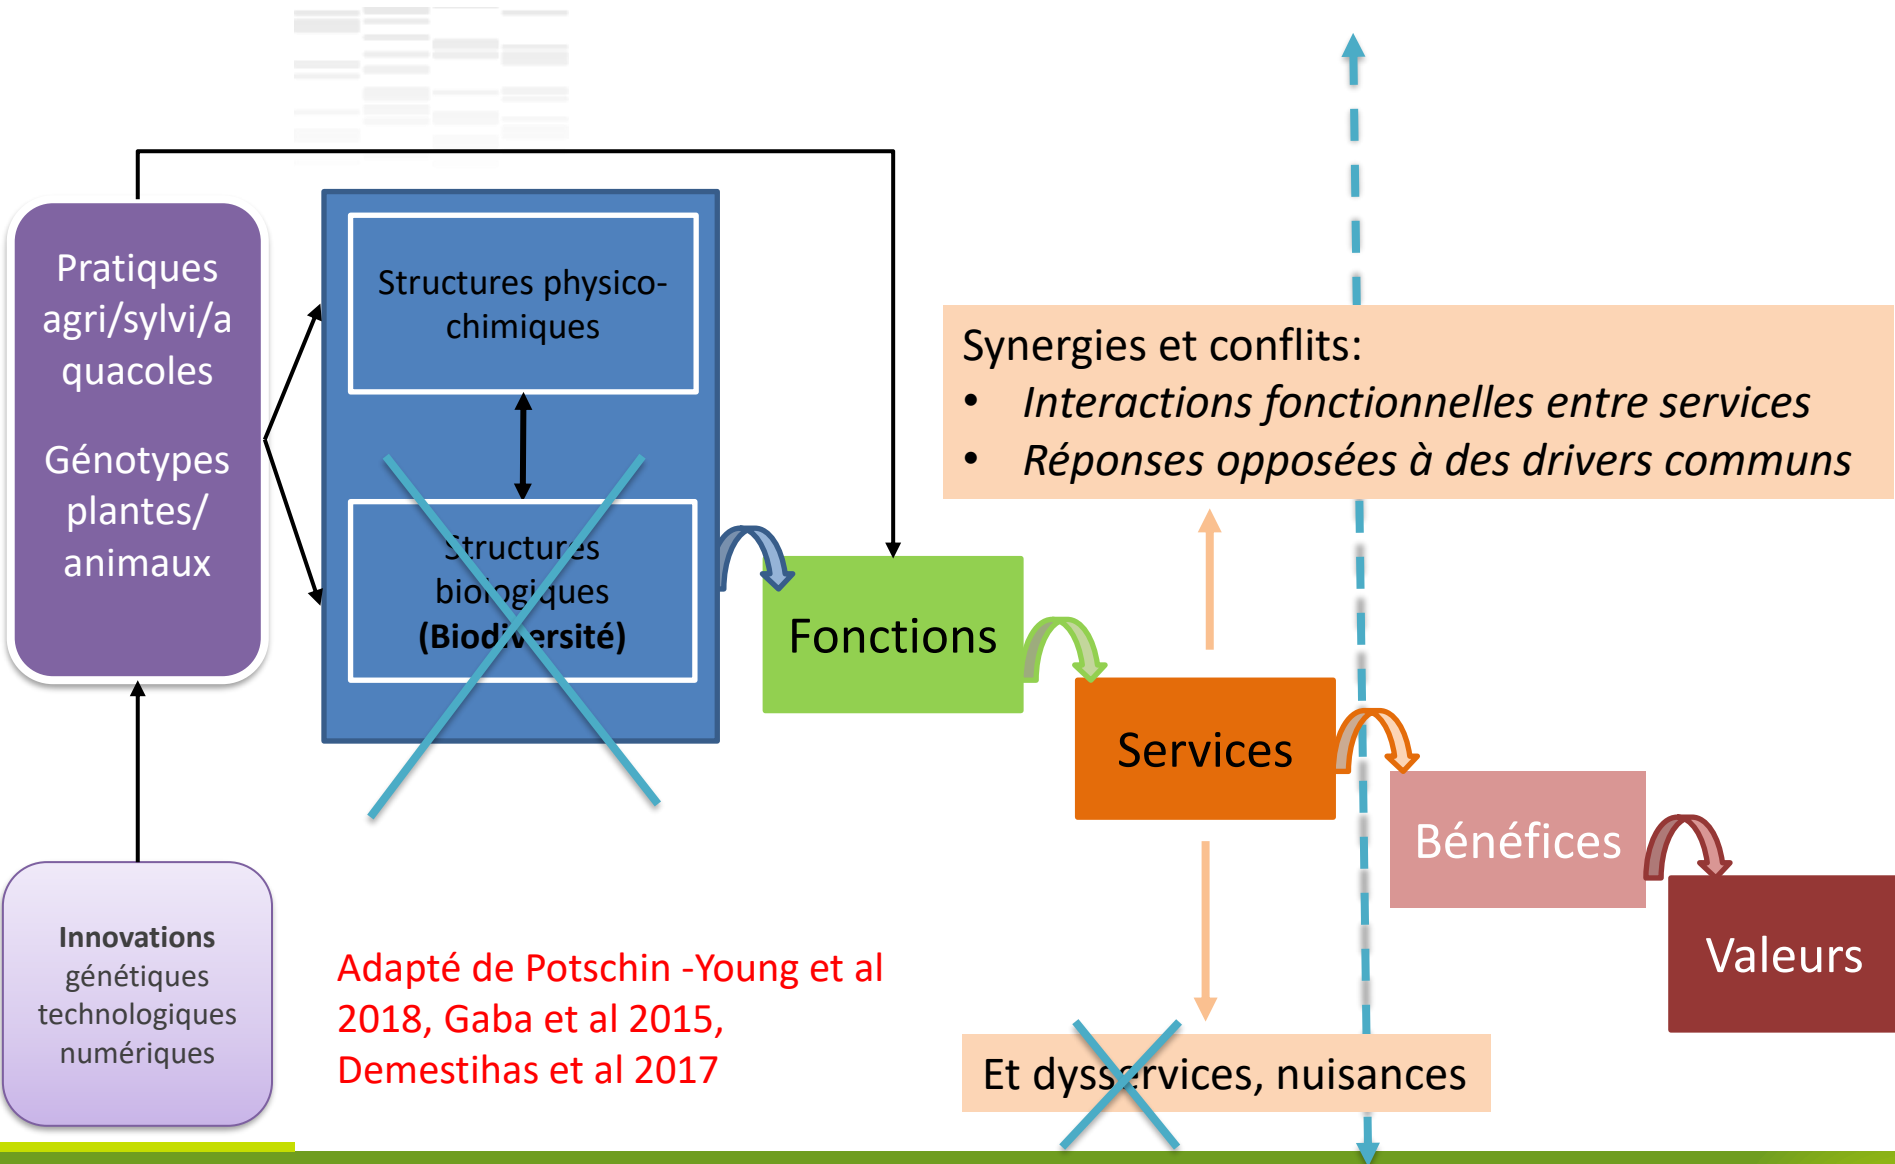 Pratiques
agri/sylvi/a
quacoles
Génotypes
plantes/
animaux
Structures physico-
chimiques
Structures
biologiques
(Biodiversité)
Fonctions
Synergies et conflits:
• Interactions fonctionnelles entre services
• Réponses opposées à des drivers communs
Services
Bénéfices
Valeurs
Innovations
génétiques
technologiques
numériques
Adapté de Potschin -Young et al
2018, Gaba et al 2015,
Demestihas et al 2017
Et dysservices, nuisances